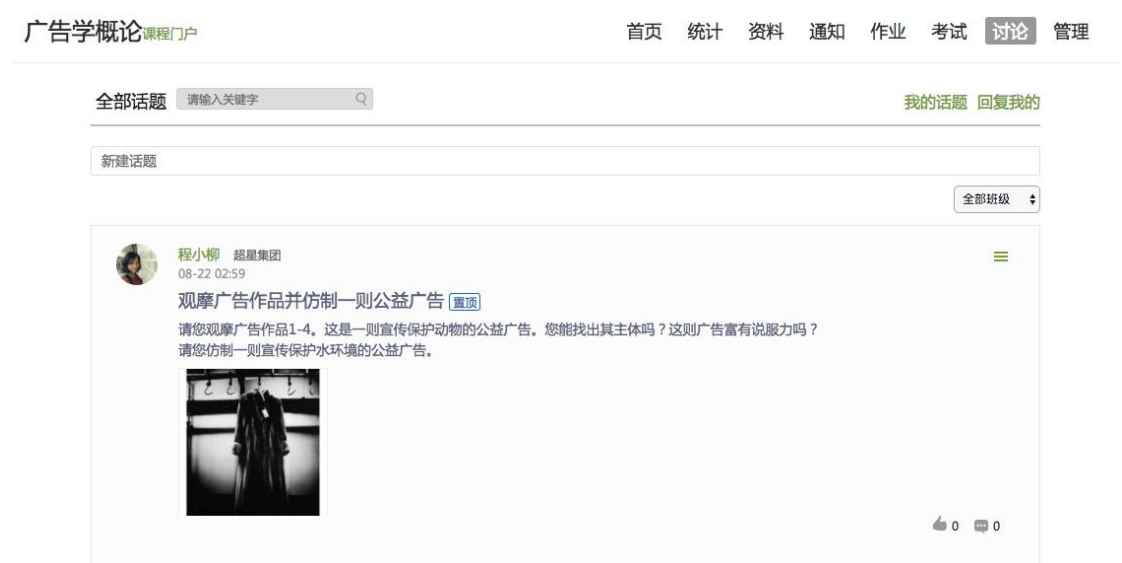 广告学概论课程门户 首页 统计 资料 通知 作业 考试 讨论 管理
全部话题 请输入关键字 我的话题 回复我的
新建话题
全部班级
程小柳 超星集团
08-22 02:59
观摩广告作品并仿制一则公益广告 置顶
请您观摩广告作品1-4。这是一则宣传保护动物的公益广告。您能找出其主体吗？这则广告富有说服力吗？
请您仿制一则宣传保护水环境的公益广告。
0 0